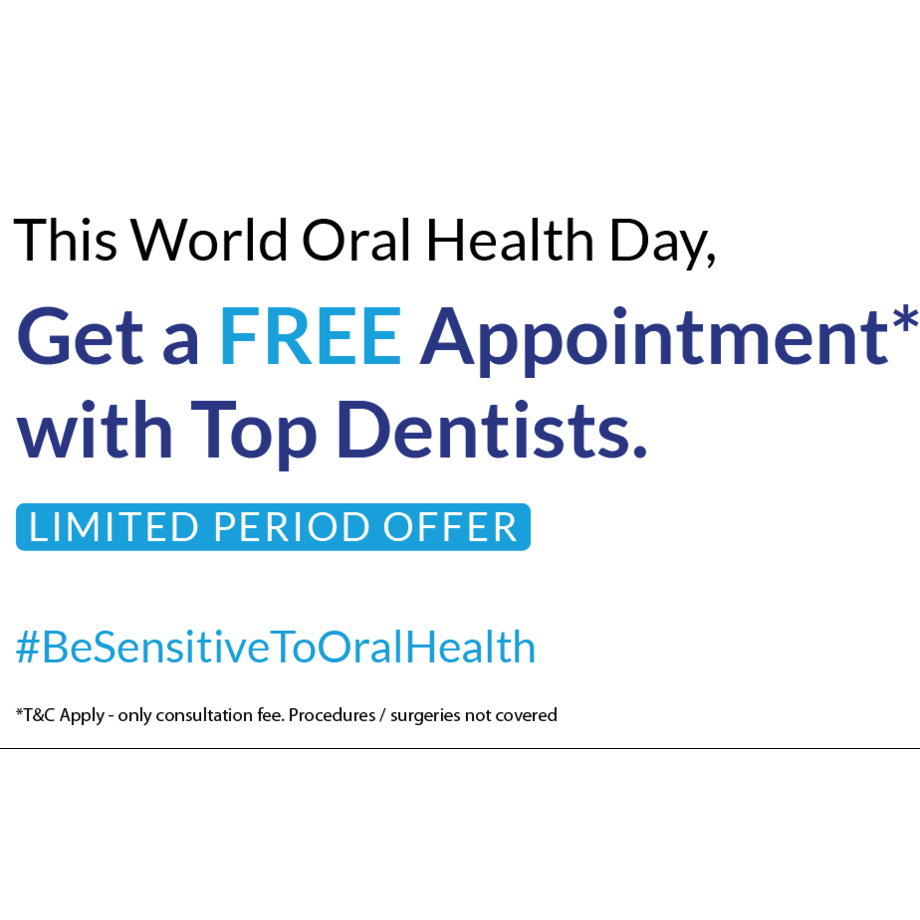 This World Oral Health Day,
Get a FREE Appointment*
with Top Dentists.
LIMITED PERIOD OFFER
#BeSensitiveToOralHealth
*T&C Apply - only consultation fee. Procedures / surgeries not covered